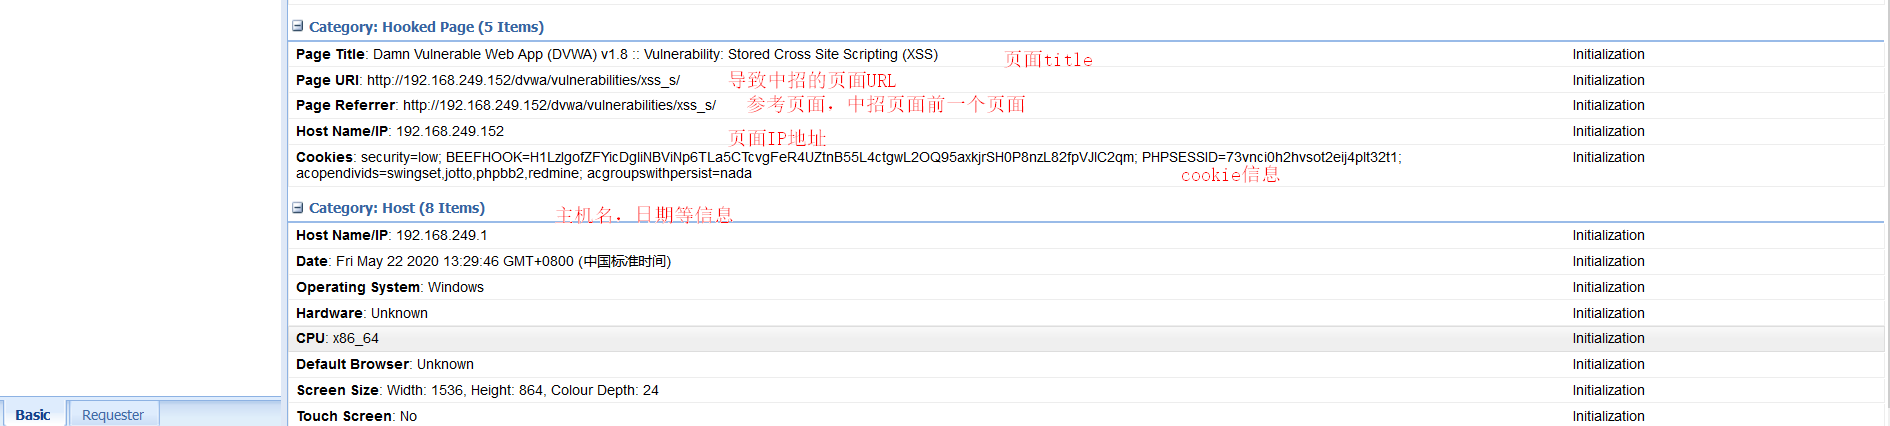 Category: Hooked Page (5 Items)
Page Title: Damn Vulnerable Web App (DVWA) v1.8 :: Vulnerability: Stored Cross Site Scripting (XSS) 页面title Initialization
Page URI: http://192.168.249.152/dvwa/vulnerabilities/xss_s/ 导致中招的页面URL Initialization
Page Referrer: http://192.168.249.152/dvwa/vulnerabilities/xss_s/ 参考页面，中招页面前一个页面 Initialization
Host Name/IP: 192.168.249.152 页面IP地址 Initialization
Cookies: security=low; BEEFHOOK=H1LzlgofZFYicDgliNBViNp6TLa5CTcvgFeR4UZtnB55L4ctgwL2OQ95axkjrSH0P8nzL82fpVJlC2qm; PHPSESSID=73vnci0h2hvsot2eij4plt32t1; Initialization
acopendivids=swingset,jotto,phpbb2,redmine; acgroupswithpersist=nada cookie信息
Category: Host (8 Items) 主机名，日期等信息
Host Name/IP: 192.168.249.1 Initialization
Date: Fri May 22 2020 13:29:46 GMT+0800 (中国标准时间) Initialization
Operating System: Windows Initialization
Hardware: Unknown Initialization
CPU: x86_64 Initialization
Default Browser: Unknown Initialization
Screen Size: Width: 1536, Height: 864, Colour Depth: 24 Initialization
Touch Screen: No Initialization
Basic Requester